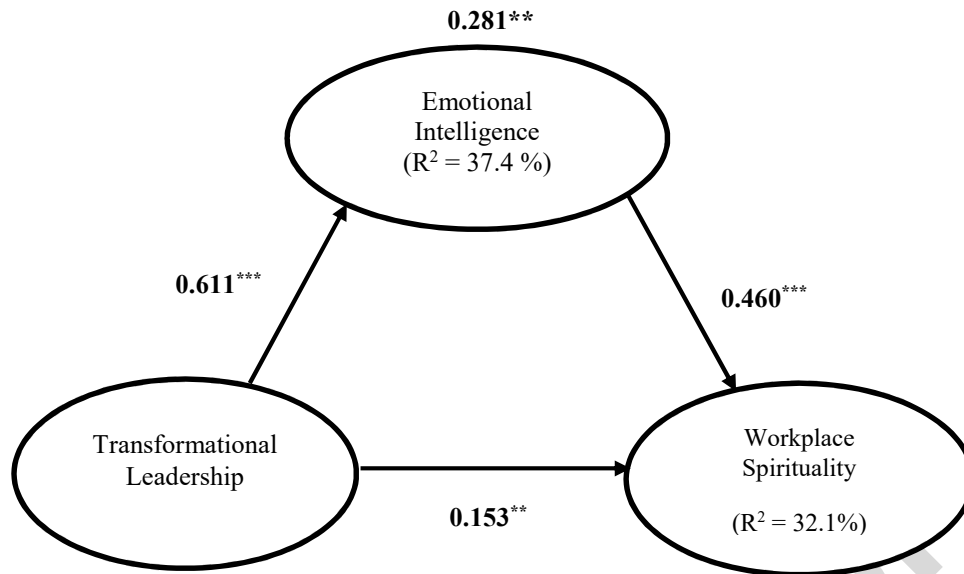 0.281**
Emotional
Intelligence
(R² = 37.4 %)
0.611***
0.460***
Transformational
Leadership
Workplace
Spirituality
(R² = 32.1%)
0.153**